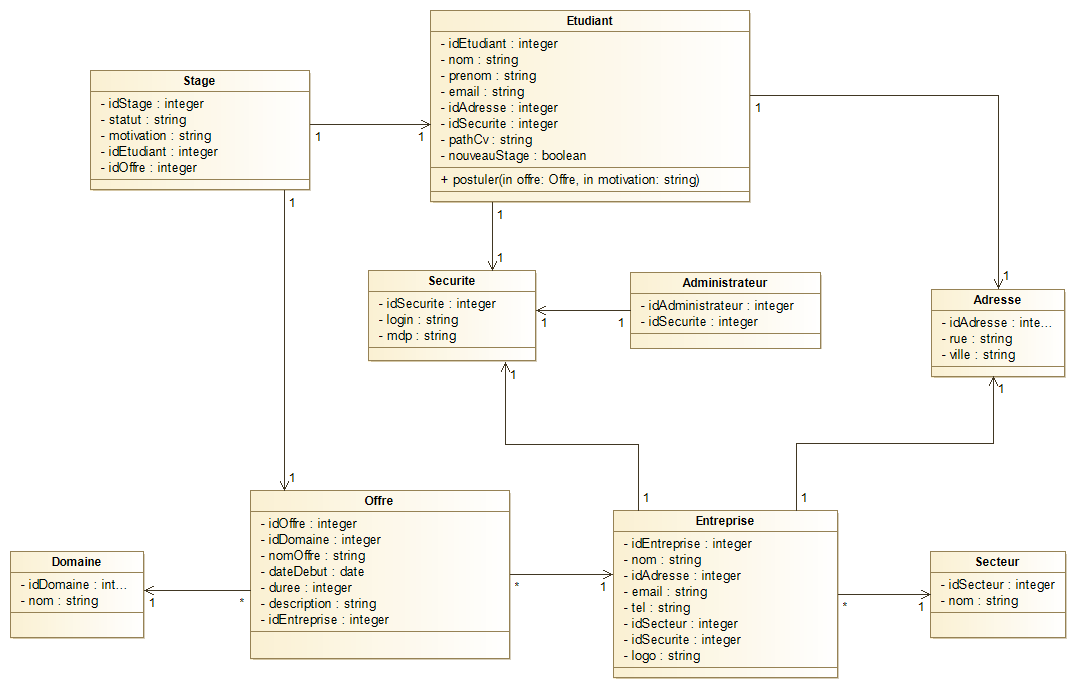 Etudiant
- idEtudiant : integer
- nom : string
- prenom : string
- email : string
- idAdresse : integer
- idSecurite : integer
- pathCv : string
- nouveauStage : boolean
+ postuler(in offre: Offre, in motivation: string)
Stage
- idStage : integer
- statut : string
- motivation : string
- idEtudiant : integer
- idOffre : integer
1
1
1
1
1
1
1
1
Securite
- idSecurite : integer
- login : string
- mdp : string
1
1
Administrateur
- idAdministrateur : integer
- idSecurite : integer
Adresse
- idAdresse : inte...
- rue : string
- ville : string
1
1
1
1
Offre
- idOffre : integer
- idDomaine : integer
- nomOffre : string
- dateDebut : date
- duree : integer
- description : string
- idEntreprise : integer
Domaine
- idDomaine : int...
- nom : string
1
*
*
1
Entreprise
- idEntreprise : integer
- nom : string
- idAdresse : integer
- email : string
- tel : string
- idSecteur : integer
- idSecurite : integer
- logo : string
*
1
Secteur
- idSecteur : integer
- nom : string